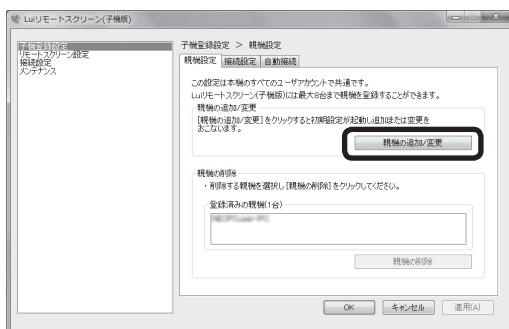 Luiリモートスクリーン(子機版)
子機登録設定
リモートスクリーン設定
接続設定
メンテナンス
子機登録設定 ＞ 親機設定
親機設定 接続設定 自動接続
この設定は本機のすべてのユーザアカウントで共通です。
Luiリモートスクリーン(子機版)には最大8台まで親機を登録することができます。
親機の追加/変更
[親機の追加/変更]をクリックすると初期設定が起動し追加または変更を
おこないます。
親機の追加/変更
親機の削除
・削除する親機を選択し[親機の削除]をクリックしてください。
登録済みの親機(1台)
親機の削除
OK キャンセル 適用(A)